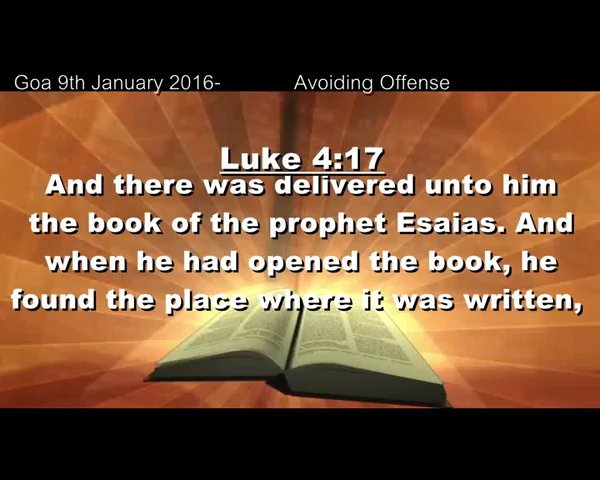 Goa 9th January 2016- Avoiding Offense
Luke 4:17
And there was delivered unto him
the book of the prophet Esaias. And
when he had opened the book, he
found the place where it was written,